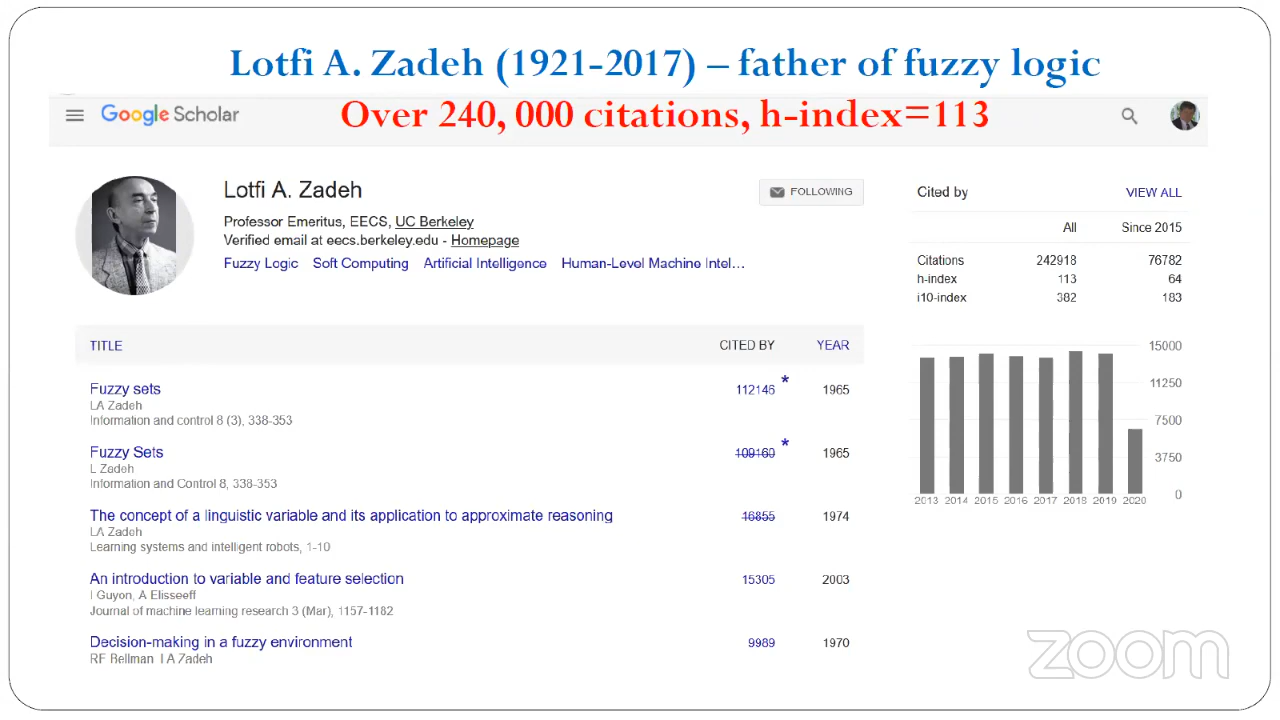 Lotfi A. Zadeh (1921-2017) – father of fuzzy logic
Over 240, 000 citations, h-index=113
Google Scholar
Lotfi A. Zadeh
FOLLOWING
Professor Emeritus, EECS, UC Berkeley
Verified email at eecs.berkeley.edu - Homepage
Fuzzy Logic Soft Computing Artificial Intelligence Human-Level Machine Intel…
Cited by VIEW ALL
All Since 2015
Citations 242918 76782
h-index 113 64
i10-index 382 183
15000
11250
7500
3750
0
2013 2014 2015 2016 2017 2018 2019 2020
TITLE CITED BY YEAR
Fuzzy sets 112146 * 1965
LA Zadeh
Information and control 8 (3), 338-353
Fuzzy Sets 109160 * 1965
L Zadeh
Information and Control 8, 338-353
The concept of a linguistic variable and its application to approximate reasoning 16855 1974
LA Zadeh
Learning systems and intelligent robots, 1-10
An introduction to variable and feature selection 15305 2003
I Guyon, A Elisseeff
Journal of machine learning research 3 (Mar), 1157-1182
Decision-making in a fuzzy environment 9989 1970
RE Bellman, LA Zadeh
zoom